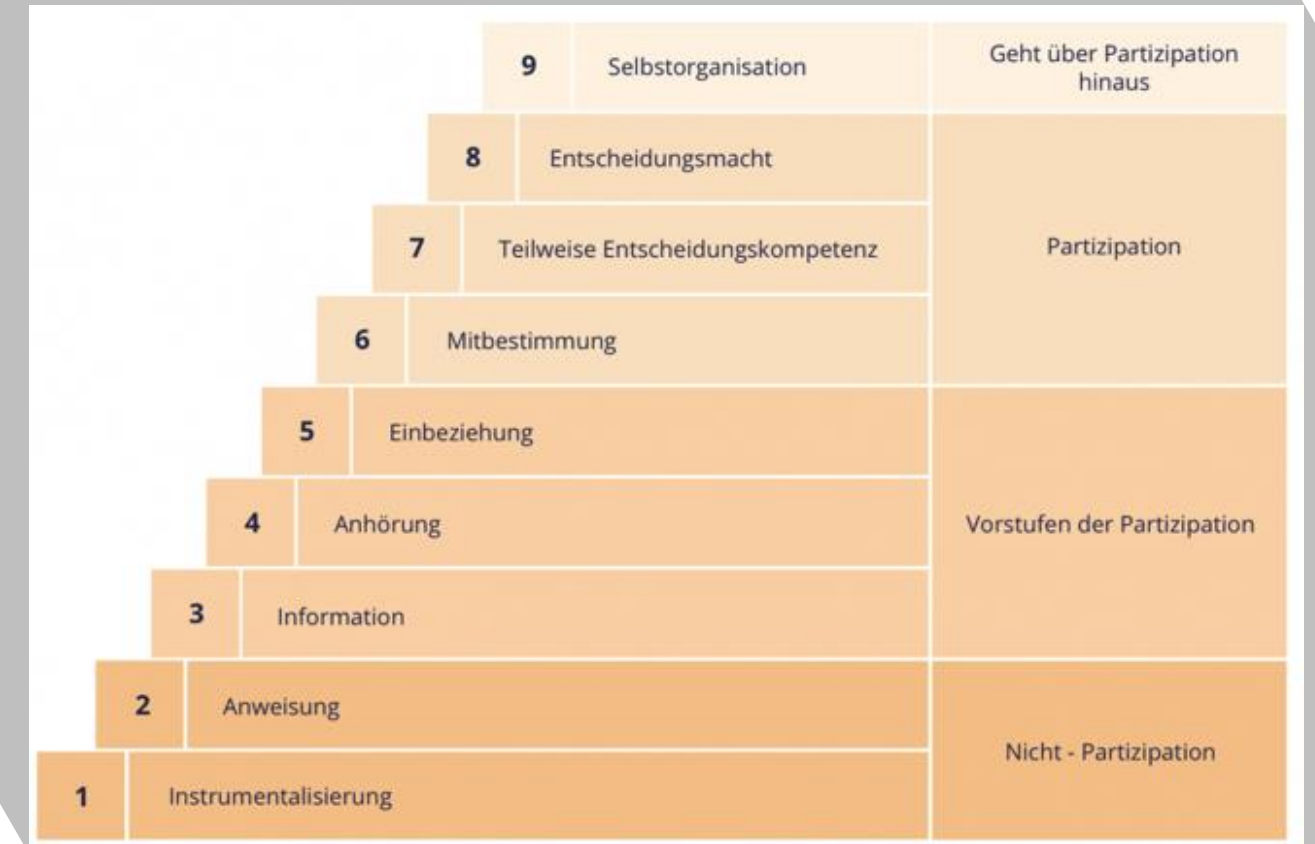 9 Selbstorganisation
Geht über Partizipation
hinaus
8 Entscheidungsmacht
7 Teilweise Entscheidungskompetenz
Partizipation
6 Mitbestimmung
5 Einbeziehung
4 Anhörung
Vorstufen der Partizipation
3 Information
2 Anweisung
Nicht - Partizipation
1 Instrumentalisierung